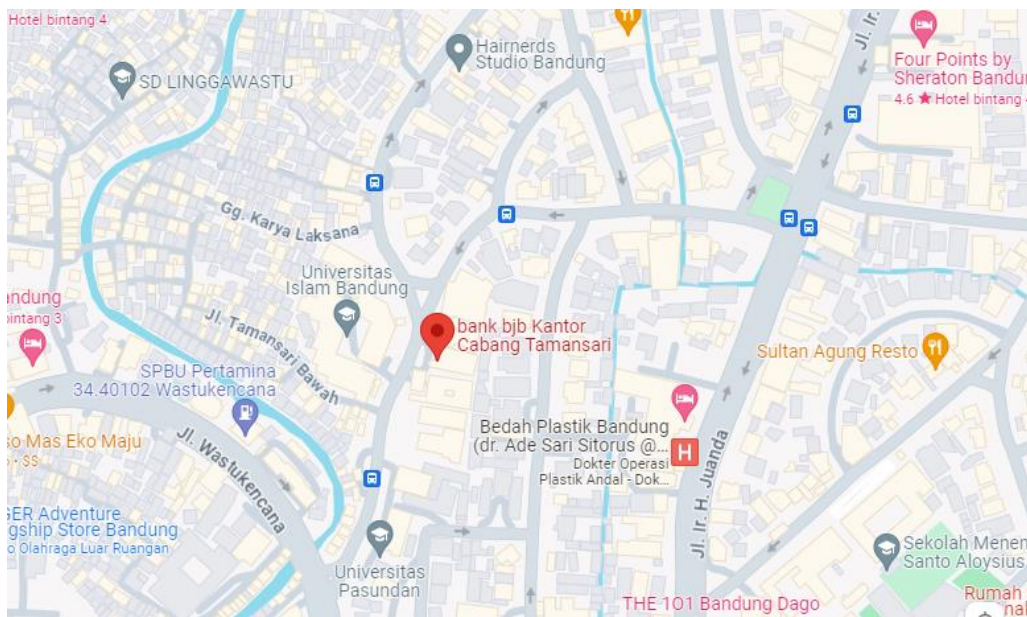 Hotel bintang 4
SD LINGGAWASTU
Hairnerds
Studio Bandung
Jl. Ir.
Four Points by
Sheraton Bandu
4.6 ★ Hotel bintang 4
Gg. Karya Laksana
Universitas
Islam Bandung
andung
bintang 3
Jl. Tamansari Bawah
bank bjb Kantor
Cabang Tamansari
Sultan Agung Resto
SPBU Pertamina
34.40102 Wastukencana
so Mas Eko Maju
$$
Jl. Wastukencana
Bedah Plastik Bandung
(dr. Ade Sari Sitorus @...
Dokter Operasi
Plastik Andal - Dok...
H
Jl. Ir. H. Juanda
GER Adventure
gship Store Bandung
o Olahraga Luar Ruangan
Universitas
Pasundan
Sekolah Menen
Santo Aloysius
THE 1O1 Bandung Dago
Rumah